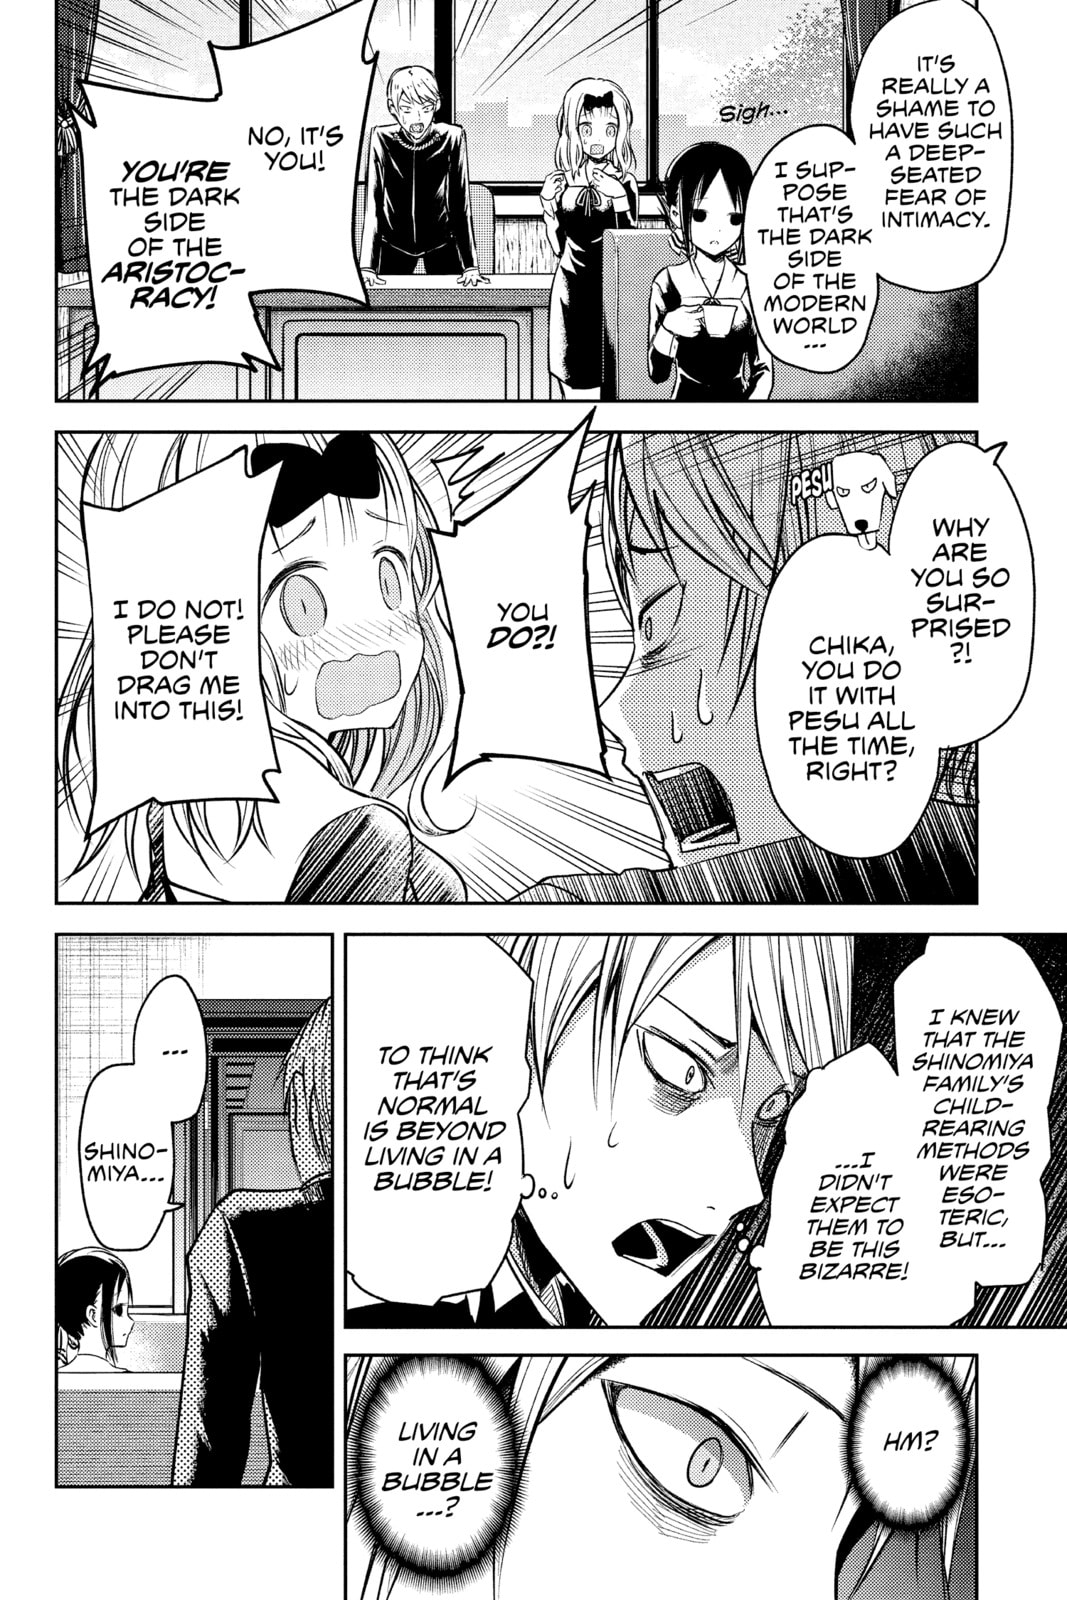 IT'S
REALLY A
SHAME TO
HAVE SUCH
A DEEP-
SEATED
FEAR OF
INTIMACY.
Sigh...
I SUP-
POSE
THAT'S
THE DARK
SIDE
OF THE
MODERN
WORLD
...
NO, IT'S
YOU!
YOU'RE
THE DARK
SIDE
OF THE
ARISTOC-
RACY!
WHY
ARE
YOU SO
SUR-
PRISED
?!
PESU
CHIKA,
YOU DO
IT WITH
PESU ALL
THE TIME,
RIGHT?
YOU
DO?!
I DO NOT!
PLEASE
DON'T
DRAG ME
INTO THIS!
I KNEW
THAT THE
SHINOMIYA
FAMILY'S
CHILD-
REARING
METHODS
WERE
ESO-
TERIC,
BUT...
...I
DIDN'T
EXPECT
THEM TO
BE THIS
BIZARRE!
TO THINK
THAT'S
NORMAL
IS BEYOND
LIVING IN A
BUBBLE!
HM?
LIVING
IN A
BUBBLE
...?
...
SHINO-
MIYA...